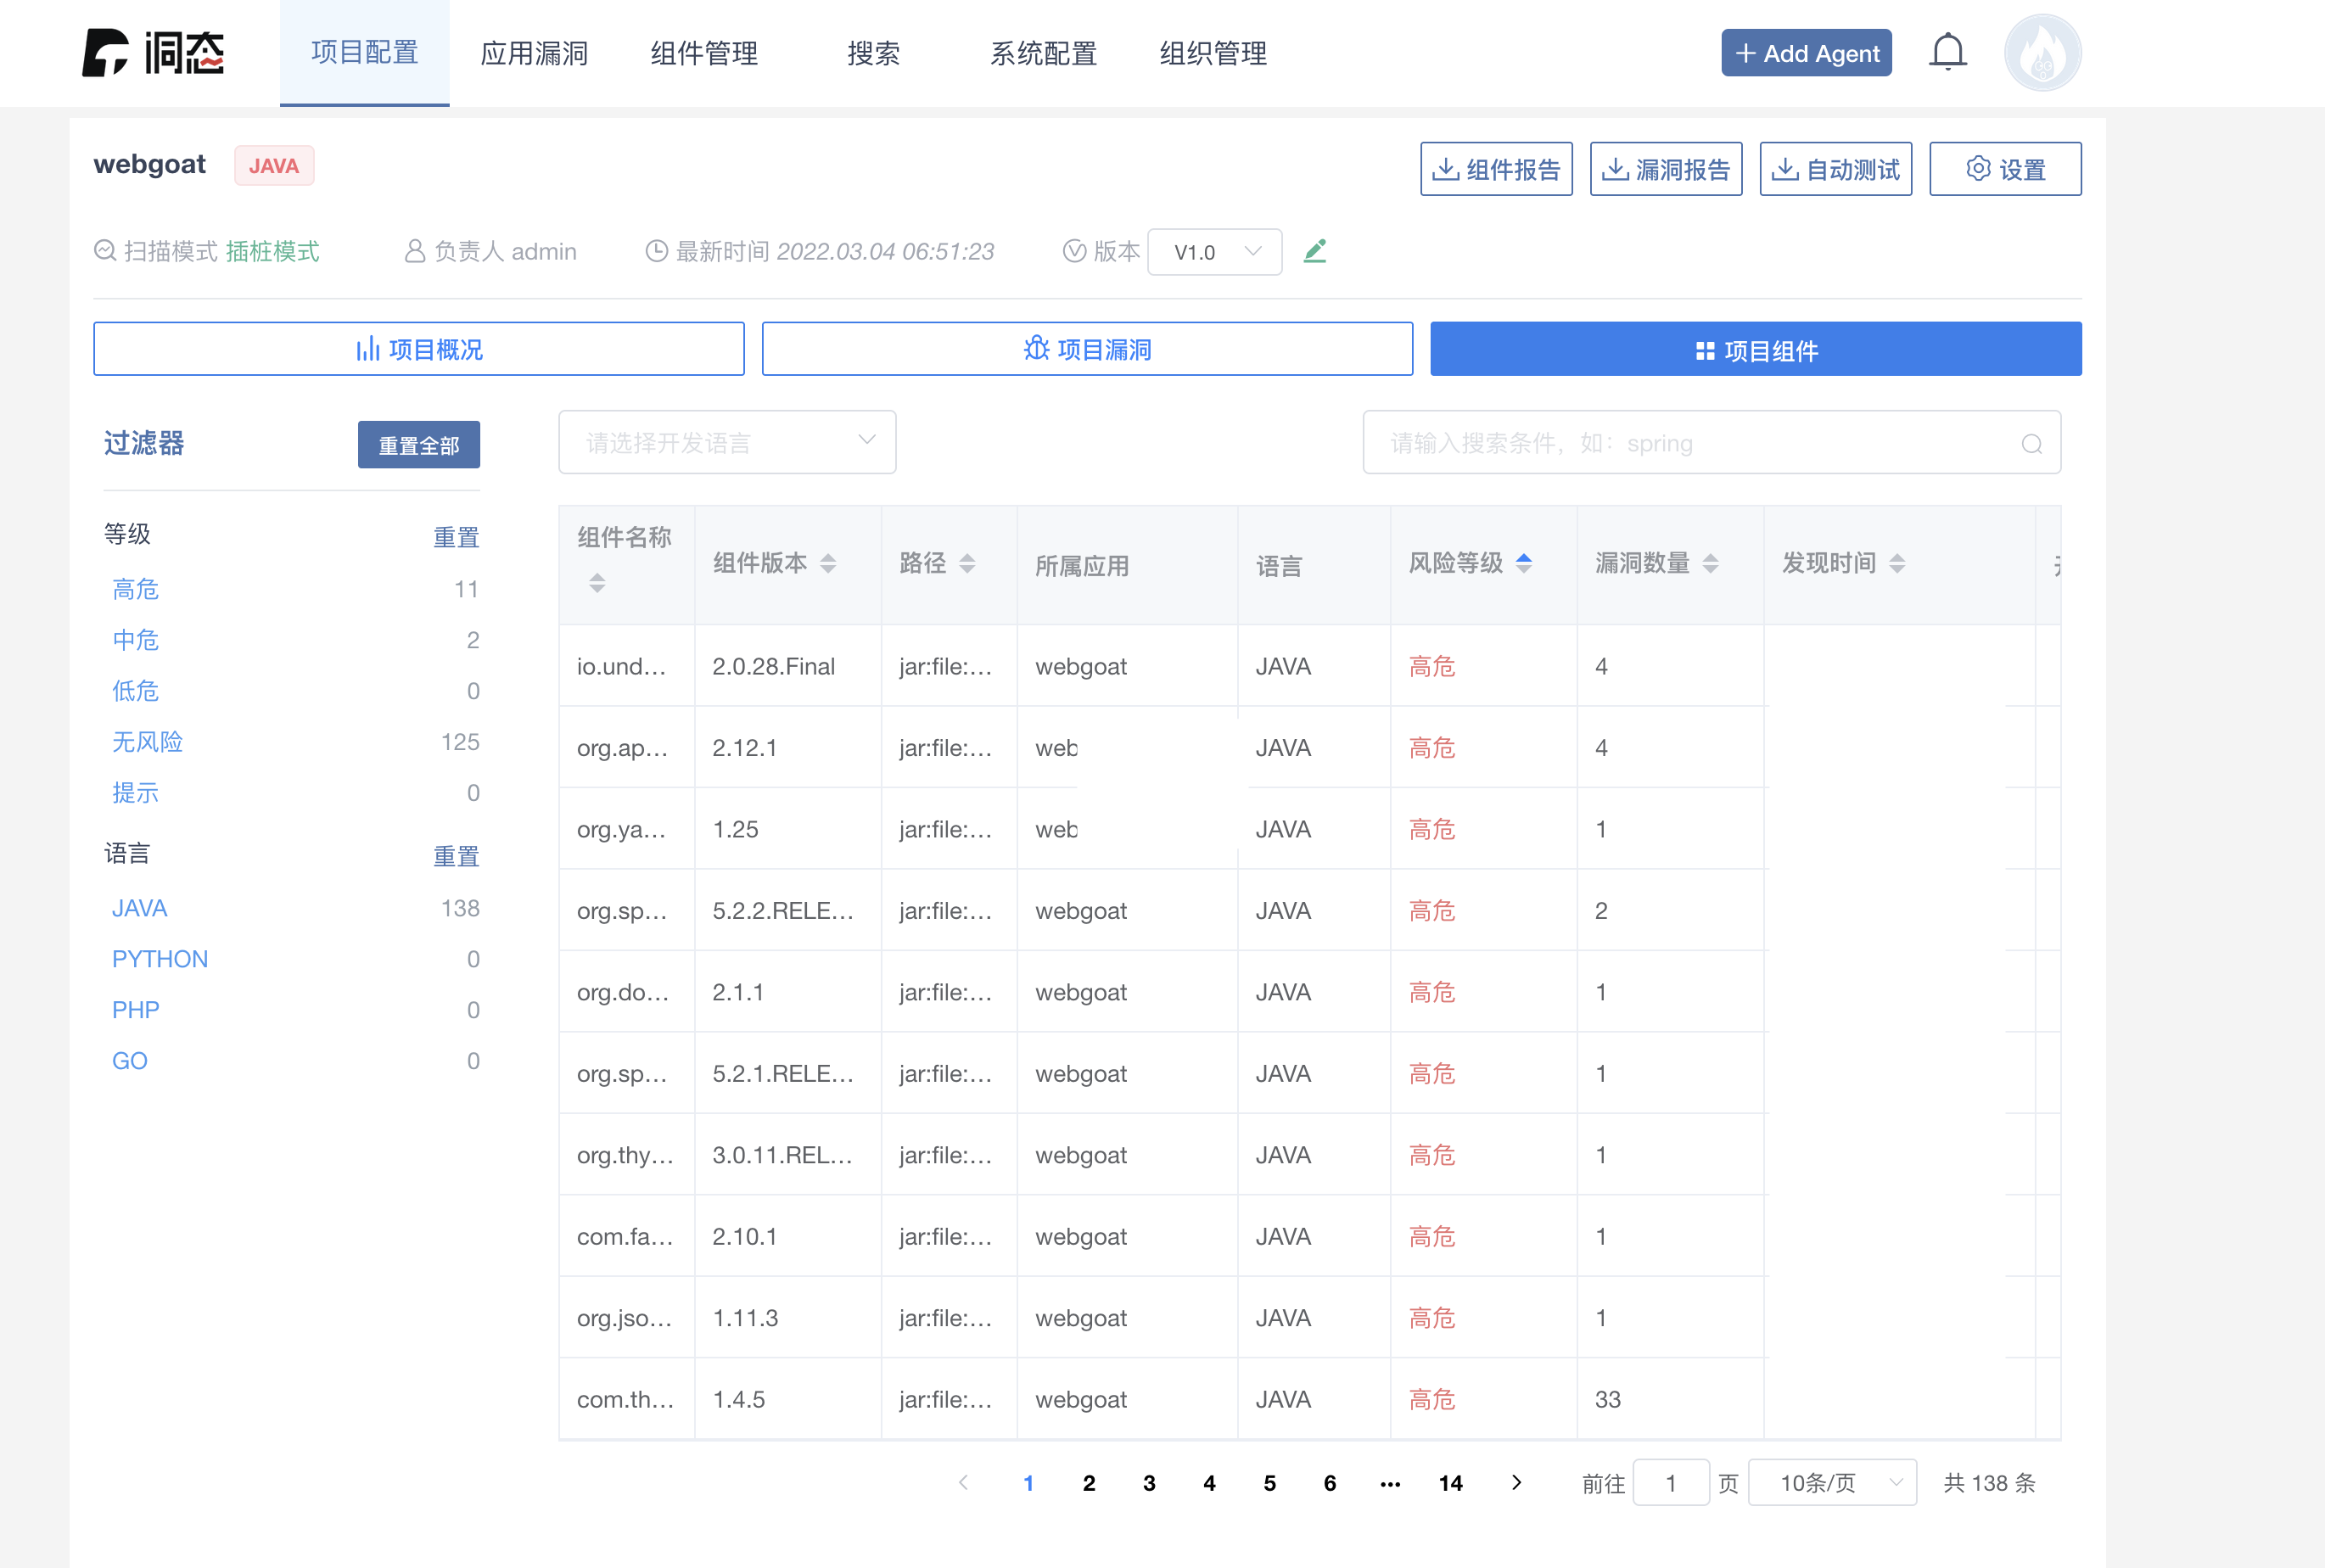 洞态 项目配置 应用漏洞 组件管理 搜索 系统配置 组织管理 + Add Agent
webgoat JAVA 组件报告 漏洞报告 自动测试 设置
扫描模式 插桩模式 负责人 admin 最新时间 2022.03.04 06:51:23 版本 V1.0
项目概况 项目漏洞 项目组件
过滤器 重置全部 请选择开发语言 请输入搜索条件，如：spring
等级 重置
高危 11
中危 2
低危 0
无风险 125
提示 0
语言 重置
JAVA 138
PYTHON 0
PHP 0
GO 0
组件名称 组件版本 路径 所属应用 语言 风险等级 漏洞数量 发现时间
io.und... 2.0.28.Final jar:file:... webgoat JAVA 高危 4
org.ap... 2.12.1 jar:file:... web JAVA 高危 4
org.ya... 1.25 jar:file:... web JAVA 高危 1
org.sp... 5.2.2.RELE... jar:file:... webgoat JAVA 高危 2
org.do... 2.1.1 jar:file:... webgoat JAVA 高危 1
org.sp... 5.2.1.RELE... jar:file:... webgoat JAVA 高危 1
org.thy... 3.0.11.REL... jar:file:... webgoat JAVA 高危 1
com.fa... 2.10.1 jar:file:... webgoat JAVA 高危 1
org.jso... 1.11.3 jar:file:... webgoat JAVA 高危 1
com.th... 1.4.5 jar:file:... webgoat JAVA 高危 33
1 2 3 4 5 6 ... 14 前往 1 页 10条/页 共 138 条